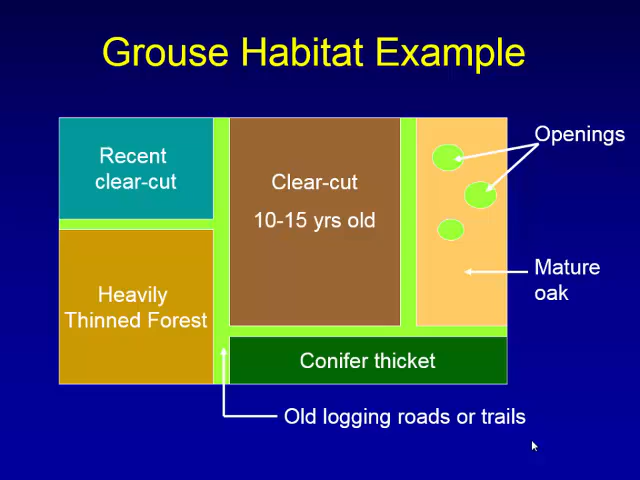 Grouse Habitat Example
Openings
Recent
clear-cut
Clear-cut
10-15 yrs old
Mature
oak
Heavily
Thinned Forest
Conifer thicket
Old logging roads or trails